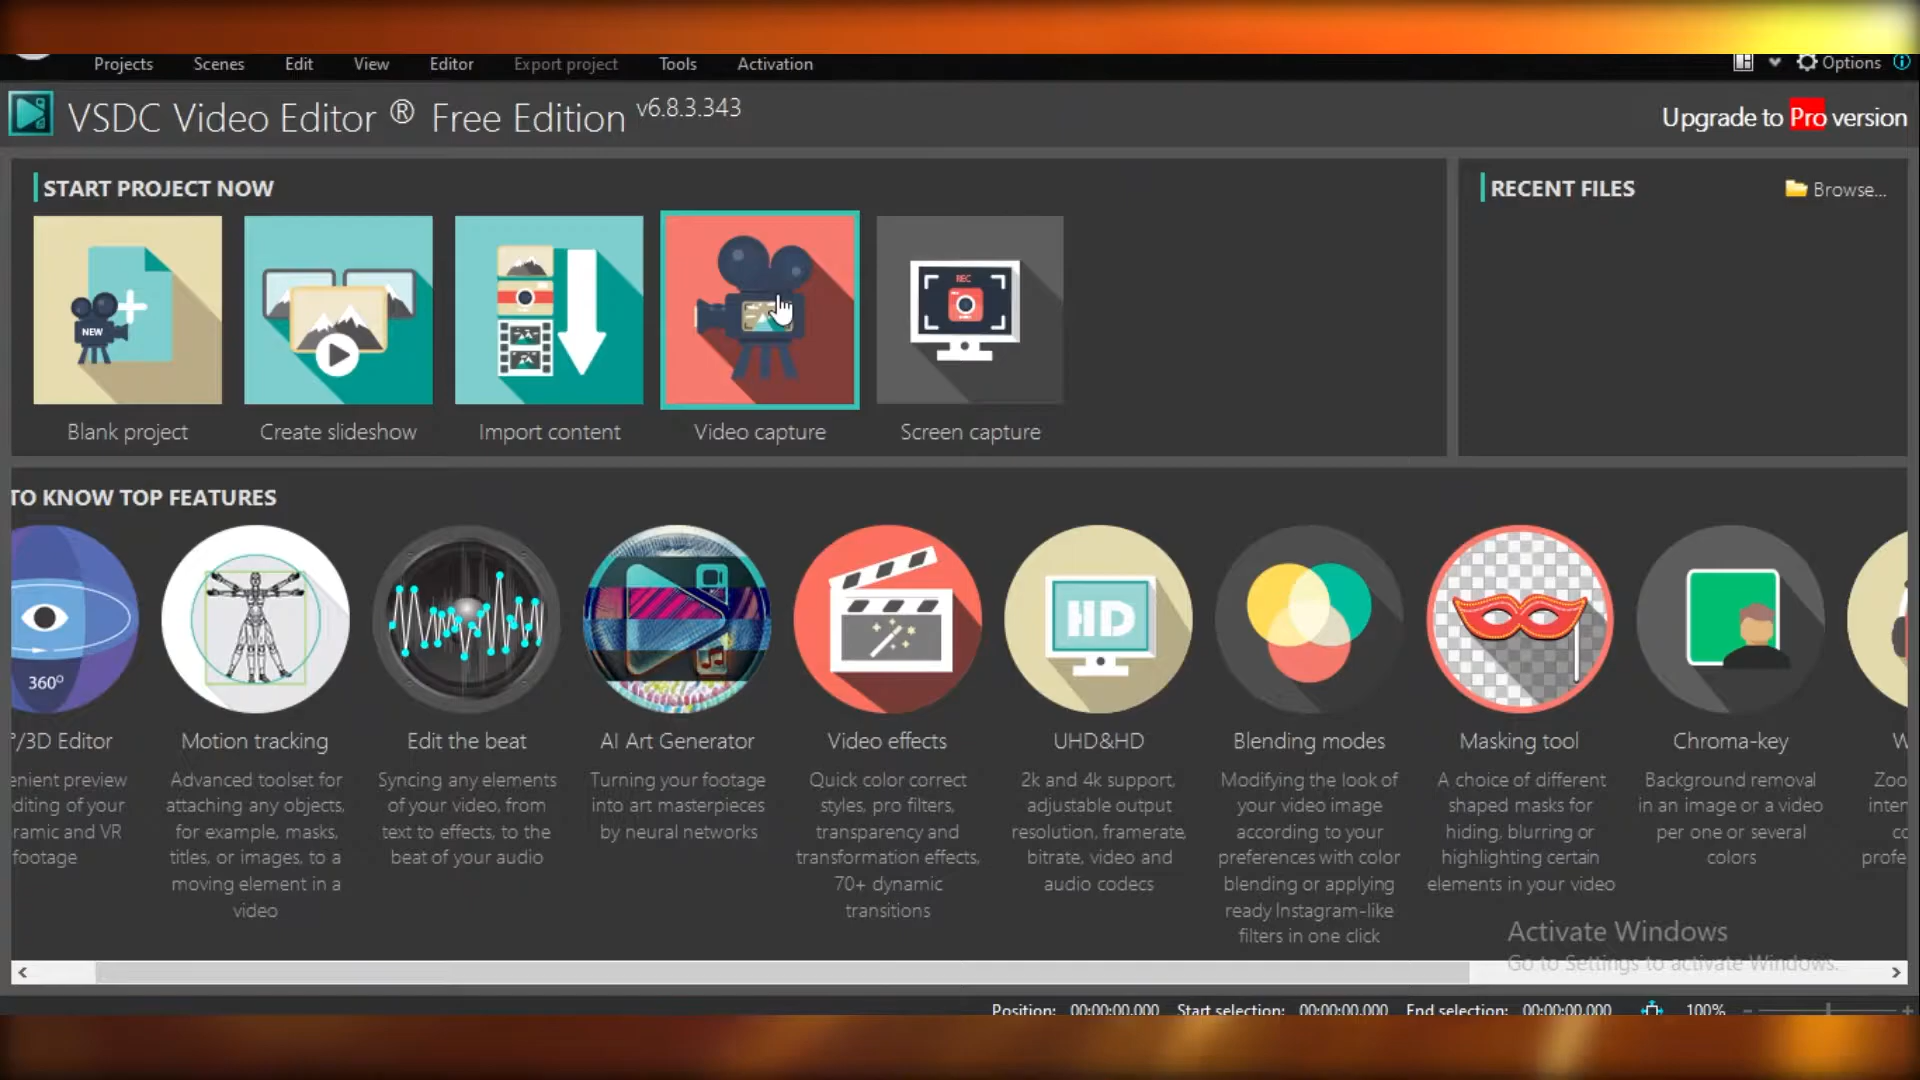 Projects Scenes Edit View Editor Export project Tools Activation Options
VSDC Video Editor ® Free Edition v6.8.3.343
Upgrade to Pro version
START PROJECT NOW
RECENT FILES
Browse...
NEW
REC
Blank project
Create slideshow
Import content
Video capture
Screen capture
TO KNOW TOP FEATURES
360°
HD
°/3D Editor
enient preview
diting of your
ramic and VR
footage
Motion tracking
Advanced toolset for
attaching any objects,
for example, masks,
titles, or images, to a
moving element in a
video
Edit the beat
Syncing any elements
of your video, from
text to effects, to the
beat of your audio
AI Art Generator
Turning your footage
into art masterpieces
by neural networks
Video effects
Quick color correct
styles, pro filters,
transparency and
transformation effects,
70+ dynamic
transitions
UHD&HD
2k and 4k support,
adjustable output
resolution, framerate,
bitrate, video and
audio codecs
Blending modes
Modifying the look of
your video image
according to your
preferences with color
blending or applying
ready Instagram-like
filters in one click
Masking tool
A choice of different
shaped masks for
hiding, blurring or
highlighting certain
elements in your video
Chroma-key
Background removal
in an image or a video
per one or several
colors
W
Zoo
inter
co
profe
Activate Windows
Go to Settings to activate Windows.
Position: 00:00:00.000 Start selection: 00:00:00.000 End selection: 00:00:00.000 100%